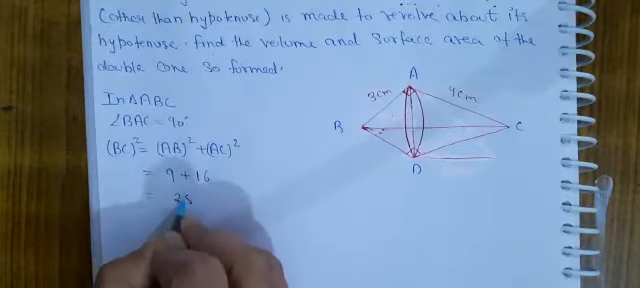 (other than hypotenuse) is made to revolve about its
hypotenuse. Find the volume and surface area of the
double cone so formed.
In △ABC
∠BAC = 90°
(BC)² = (AB)² + (AC)²
= 9 + 16
= 25
A
3cm
4cm
B
C
D